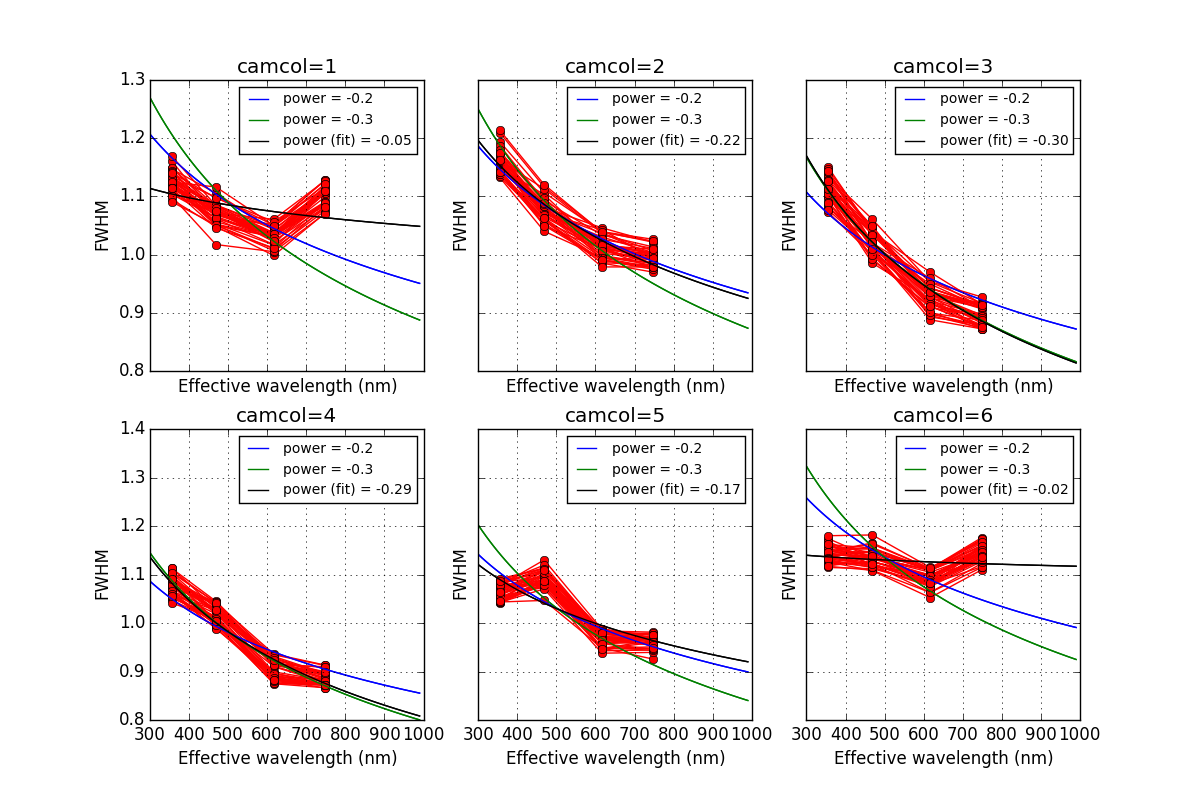 camcol=1
1.3
1.2
1.1
1.0
0.9
0.8
FWHM
power = -0.2
power = -0.3
power (fit) = -0.05
Effective wavelength (nm)
camcol=2
FWHM
power = -0.2
power = -0.3
power (fit) = -0.22
Effective wavelength (nm)
camcol=3
FWHM
power = -0.2
power = -0.3
power (fit) = -0.30
Effective wavelength (nm)
camcol=4
1.4
1.3
1.2
1.1
1.0
0.9
0.8
FWHM
power = -0.2
power = -0.3
power (fit) = -0.29
300 400 500 600 700 800 900 1000
Effective wavelength (nm)
camcol=5
FWHM
power = -0.2
power = -0.3
power (fit) = -0.17
300 400 500 600 700 800 900 1000
Effective wavelength (nm)
camcol=6
FWHM
power = -0.2
power = -0.3
power (fit) = -0.02
300 400 500 600 700 800 900 1000
Effective wavelength (nm)